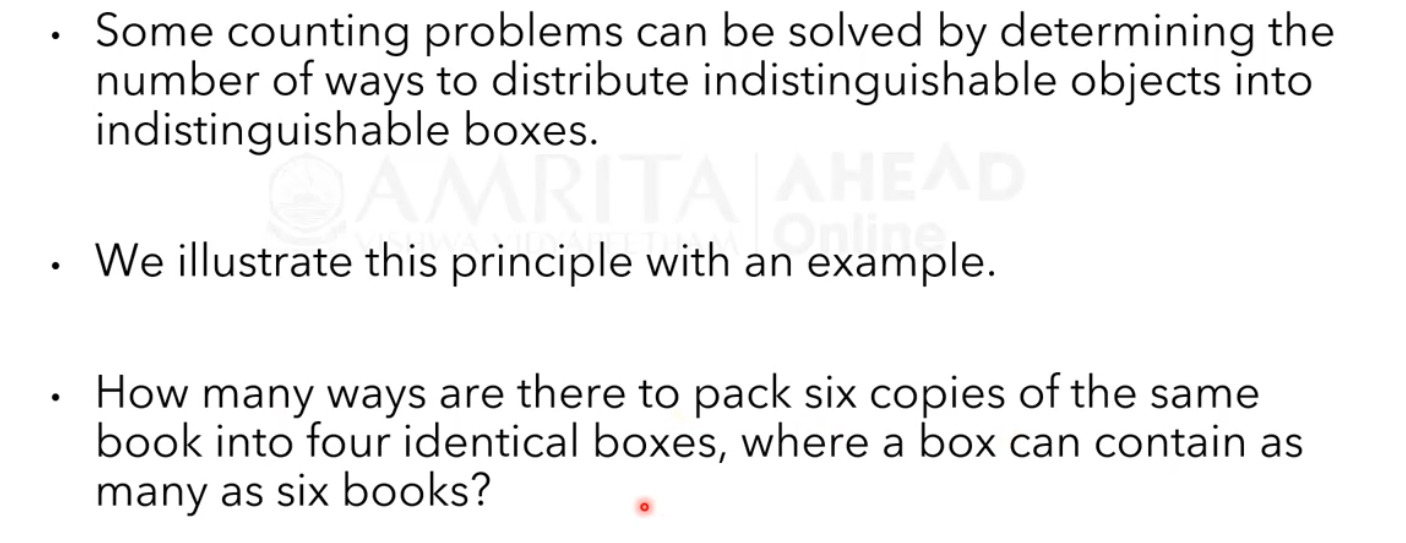 • Some counting problems can be solved by determining the
number of ways to distribute indistinguishable objects into
indistinguishable boxes.
AMRITA AHEAD
VISHWA VIDYAPEETHAM Online
• We illustrate this principle with an example.
• How many ways are there to pack six copies of the same
book into four identical boxes, where a box can contain as
many as six books?